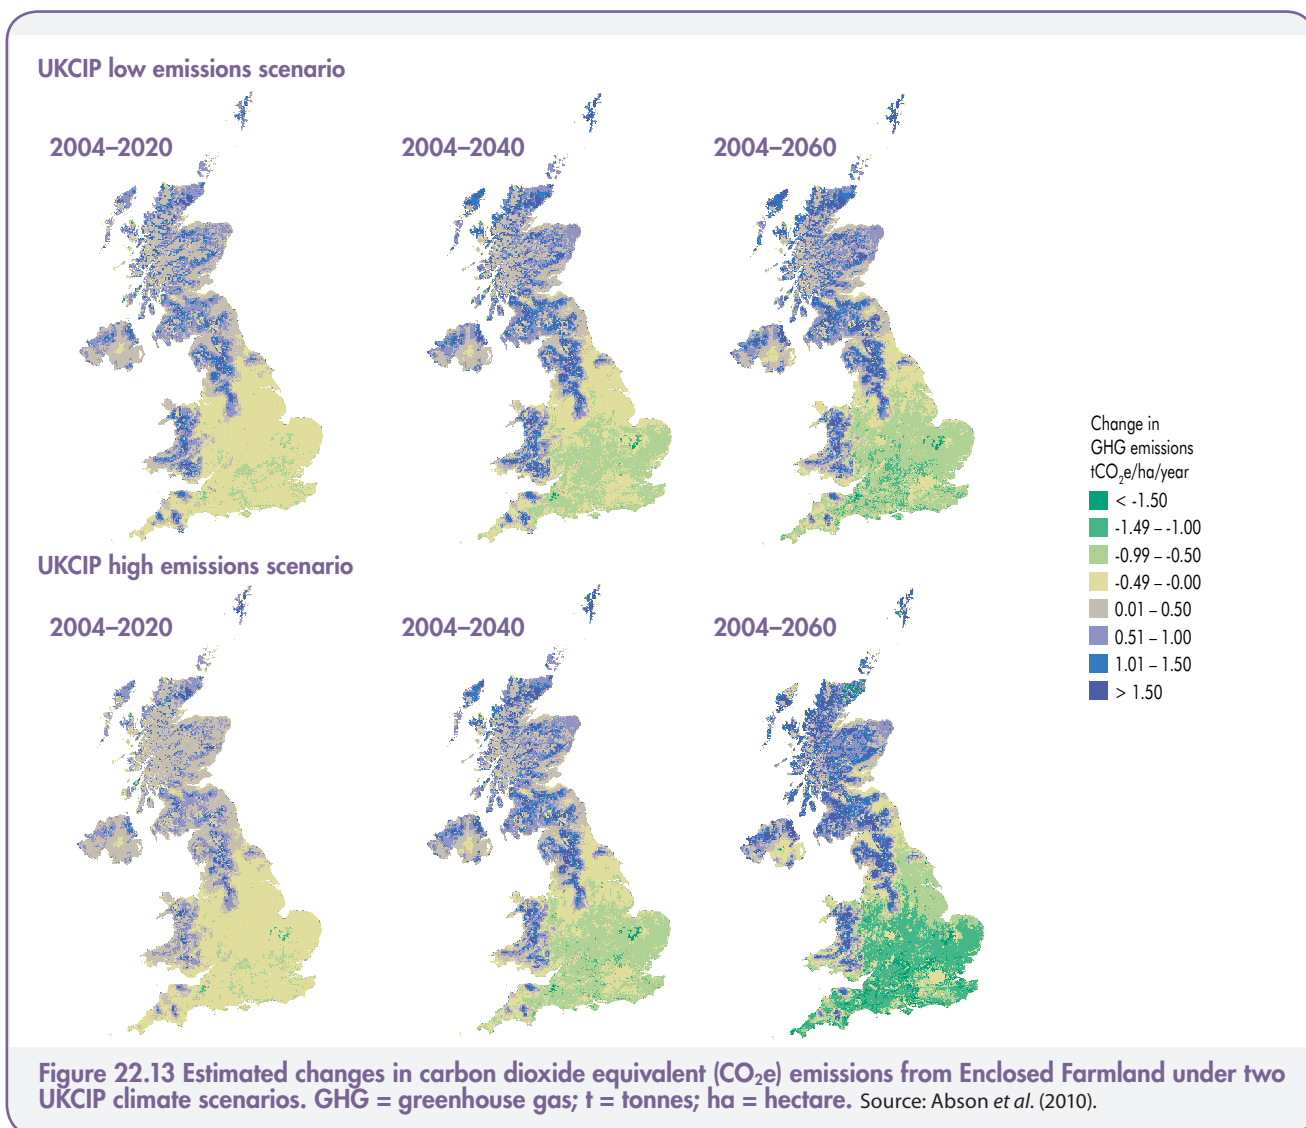 UKCIP low emissions scenario
2004–2020
2004–2040
2004–2060
UKCIP high emissions scenario
2004–2020
2004–2040
2004–2060
Change in
GHG emissions
tCO₂e/ha/year
< -1.50
-1.49 – -1.00
-0.99 – -0.50
-0.49 – -0.00
0.01 – 0.50
0.51 – 1.00
1.01 – 1.50
> 1.50
Figure 22.13 Estimated changes in carbon dioxide equivalent (CO₂e) emissions from Enclosed Farmland under two
UKCIP climate scenarios. GHG = greenhouse gas; t = tonnes; ha = hectare. Source: Abson et al. (2010).